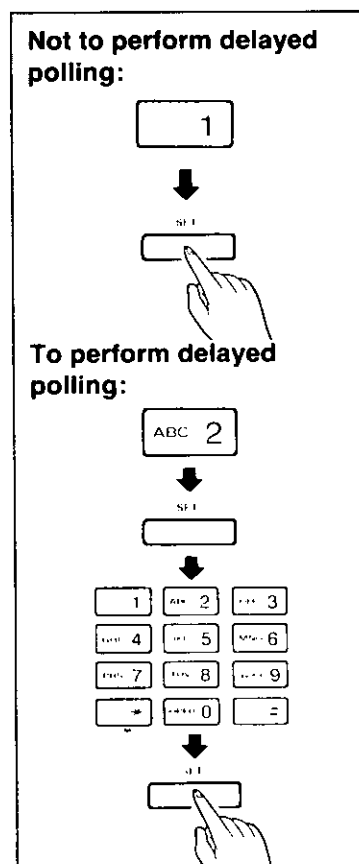 Not to perform delayed
polling:
1
SET
To perform delayed
polling:
ABC 2
SET
1 ABC 2 3
4 5 6
7 8 9
* 0 #
SET